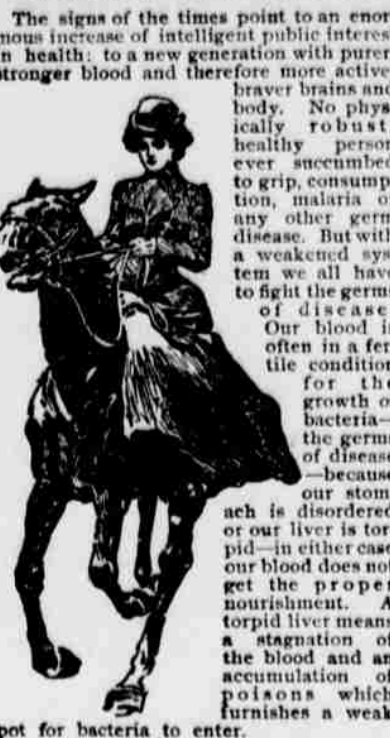 The signs of the times point to an enor
mous increase of intelligent public interes
n health: to a new generation with purer
stronger blood and therefore more active
braver brains and
body. No phys
ically robust
healthy person
ever succumbed
to grip, consump
tion, malaria o
any other germ
disease. But with
a weakened sys
tem we all have
to fight the germs
of disease
Our blood is
often in a fer
tile condition
for the
growth o
bacteria—
the germs
of disease
—because
our stom
ach is disordered
or our liver is tor
pid—in either case
our blood does not
get the proper
nourishment. A
torpid liver means
a stagnation of
the blood and an
accumulation of
poisons which
furnishes a weak
pot for bacteria to enter.